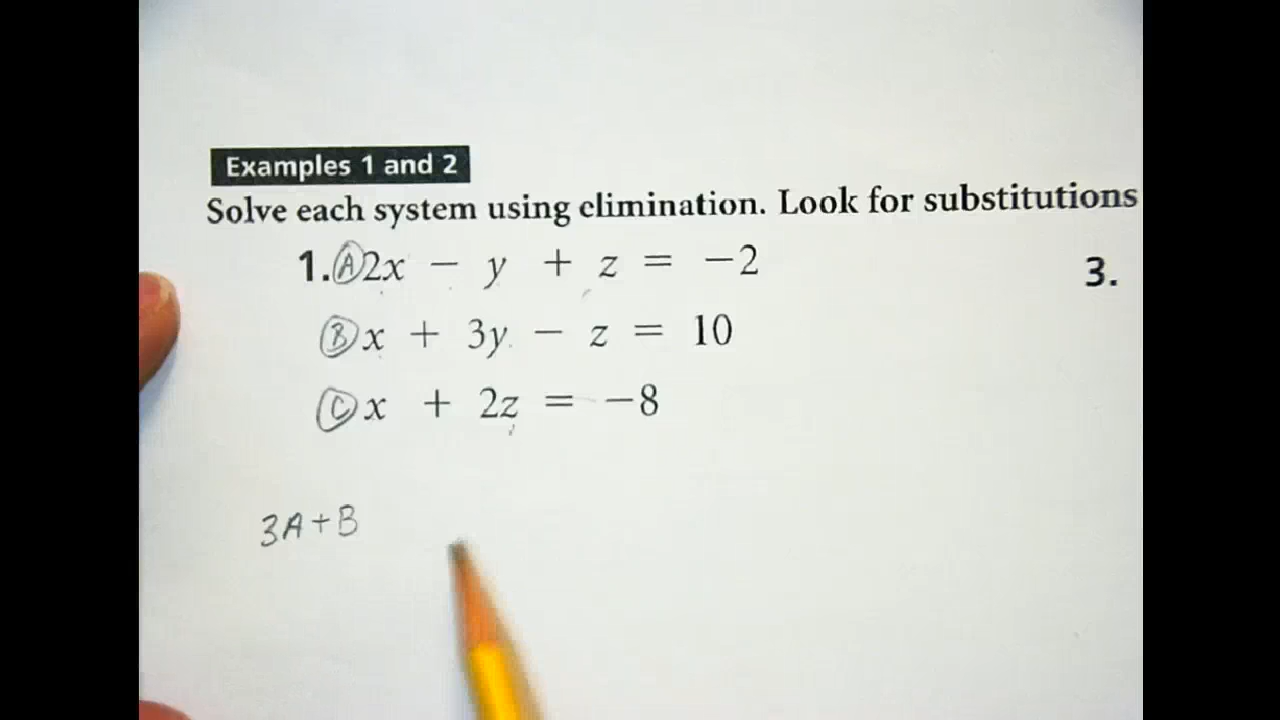 Examples 1 and 2
Solve each system using elimination. Look for substitutions
1. Ⓐ 2x − y + z = −2
3.
Ⓑ x + 3y − z = 10
Ⓒ x + 2z = −8
3A+B